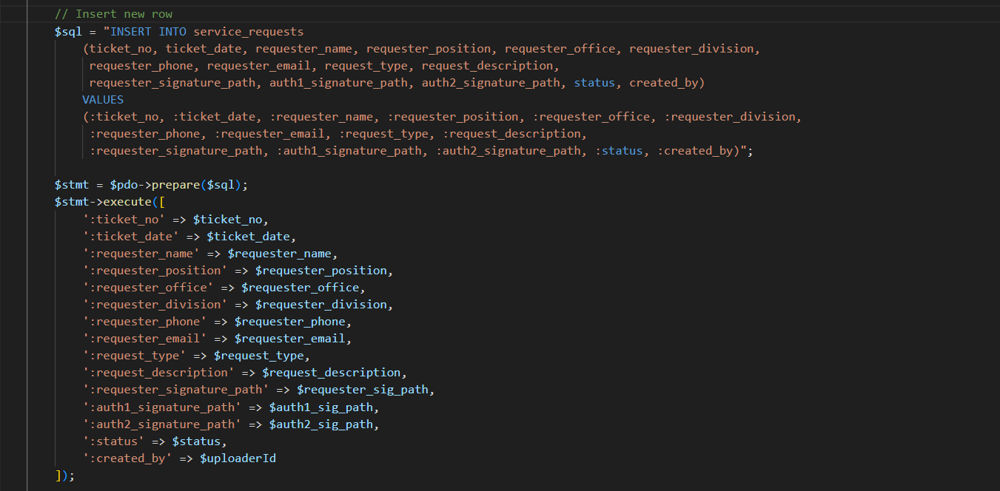 // Insert new row
$sql = "INSERT INTO service_requests
(ticket_no, ticket_date, requester_name, requester_position, requester_office, requester_division,
requester_phone, requester_email, request_type, request_description,
requester_signature_path, auth1_signature_path, auth2_signature_path, status, created_by)
VALUES
(:ticket_no, :ticket_date, :requester_name, :requester_position, :requester_office, :requester_division,
:requester_phone, :requester_email, :request_type, :request_description,
:requester_signature_path, :auth1_signature_path, :auth2_signature_path, :status, :created_by)";
$stmt = $pdo->prepare($sql);
$stmt->execute([
':ticket_no' => $ticket_no,
':ticket_date' => $ticket_date,
':requester_name' => $requester_name,
':requester_position' => $requester_position,
':requester_office' => $requester_office,
':requester_division' => $requester_division,
':requester_phone' => $requester_phone,
':requester_email' => $requester_email,
':request_type' => $request_type,
':request_description' => $request_description,
':requester_signature_path' => $requester_sig_path,
':auth1_signature_path' => $auth1_sig_path,
':auth2_signature_path' => $auth2_sig_path,
':status' => $status,
':created_by' => $uploaderId
]);